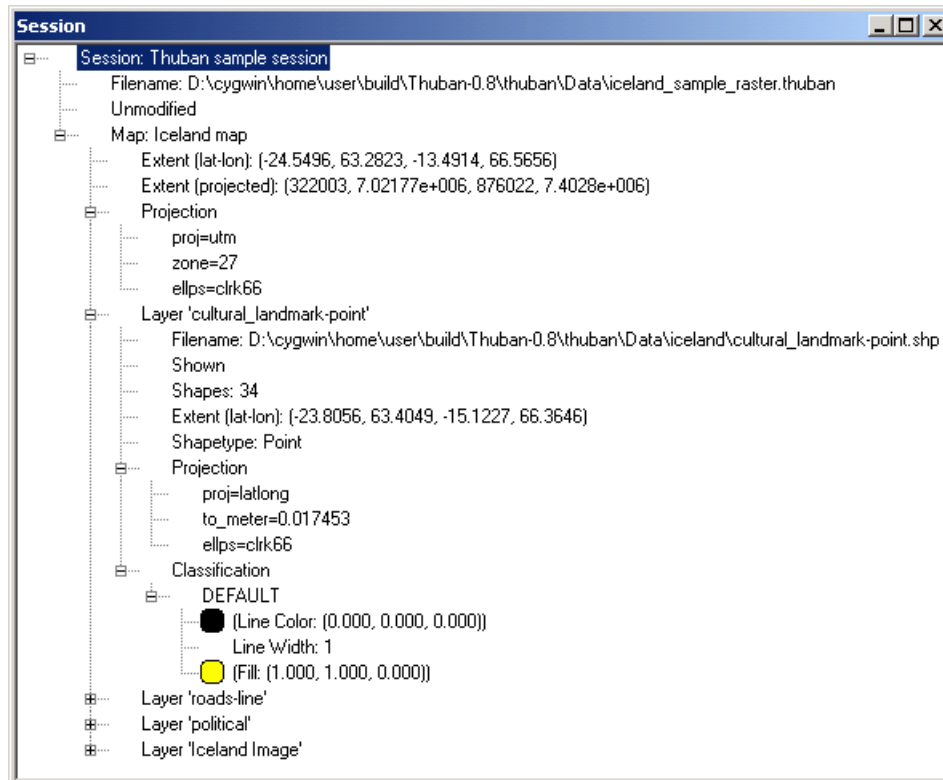 Session
Session: Thuban sample session
Filename: D:\cygwin\home\user\build\Thuban-0.8\thuban\Data\iceland_sample_raster.thuban
Unmodified
Map: Iceland map
Extent (lat-lon): (-24.5496, 63.2823, -13.4914, 66.5656)
Extent (projected): (322003, 7.02177e+006, 876022, 7.4028e+006)
Projection
proj=utm
zone=27
ellps=clrk66
Layer 'cultural_landmark-point'
Filename: D:\cygwin\home\user\build\Thuban-0.8\thuban\Data\iceland\cultural_landmark-point.shp
Shown
Shapes: 34
Extent (lat-lon): (-23.8056, 63.4049, -15.1227, 66.3646)
Shapetype: Point
Projection
proj=latlong
to_meter=0.017453
ellps=clrk66
Classification
DEFAULT
(Line Color: (0.000, 0.000, 0.000))
Line Width: 1
(Fill: (1.000, 1.000, 0.000))
Layer 'roads-line'
Layer 'political'
Layer 'Iceland Image'